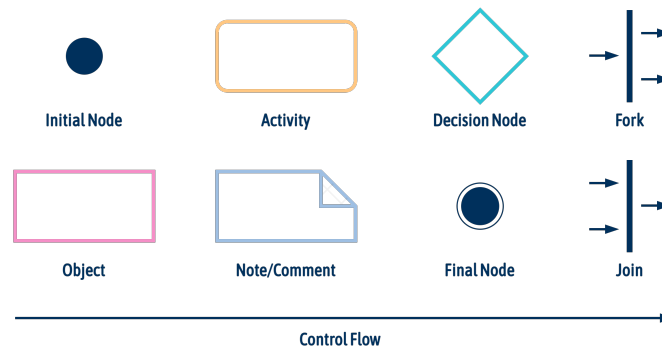 Initial Node
Activity
Decision Node
Fork
Object
Note/Comment
Final Node
Join
Control Flow